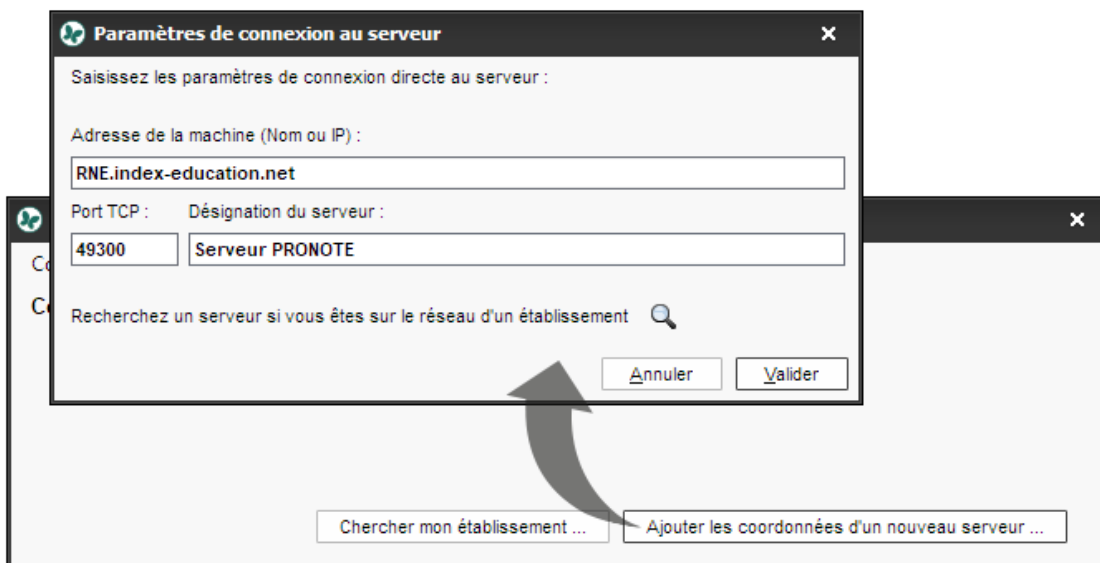 Paramètres de connexion au serveur
Saisissez les paramètres de connexion directe au serveur :
Adresse de la machine (Nom ou IP) :
RNE.index-education.net
Port TCP : Désignation du serveur :
49300 Serveur PRONOTE
Recherchez un serveur si vous êtes sur le réseau d'un établissement
Annuler Valider
Chercher mon établissement ... Ajouter les coordonnées d'un nouveau serveur ...